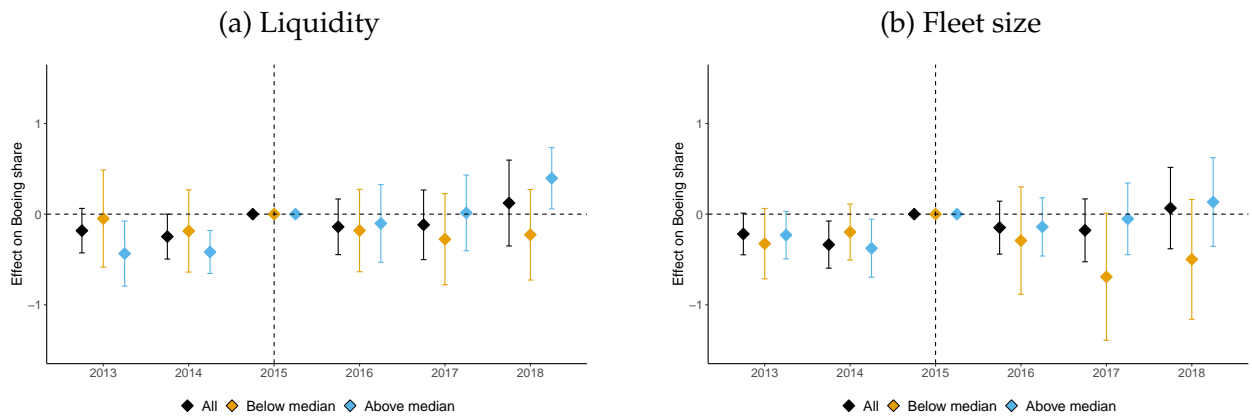 (a) Liquidity
Effect on Boeing share
1
0
−1
2013 2014 2015 2016 2017 2018
All Below median Above median
(b) Fleet size
Effect on Boeing share
1
0
−1
2013 2014 2015 2016 2017 2018
All Below median Above median